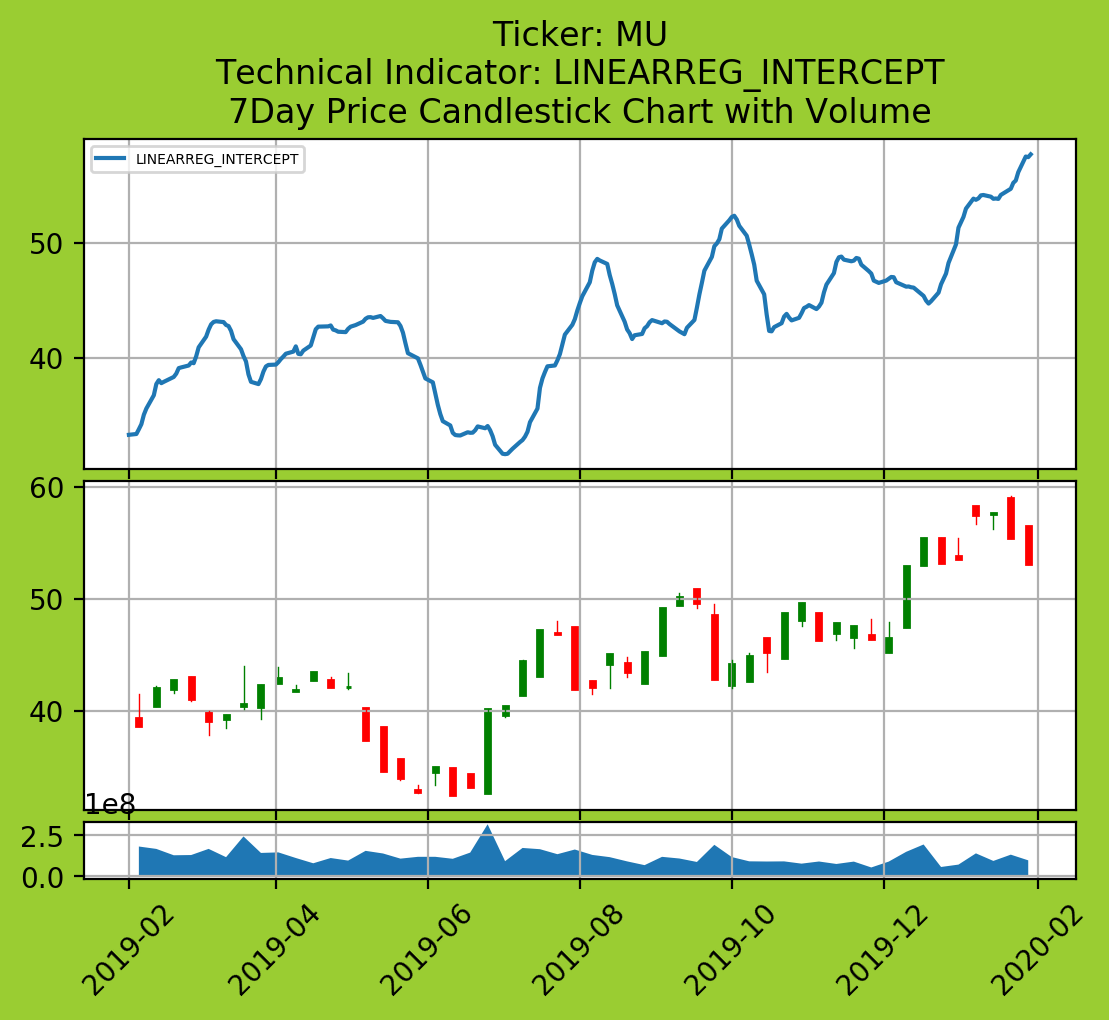 Ticker: MU
Technical Indicator: LINEARREG_INTERCEPT
7Day Price Candlestick Chart with Volume
LINEARREG_INTERCEPT
50
40
60
50
40
1e8
2.5
0.0
2019-02
2019-04
2019-06
2019-08
2019-10
2019-12
2020-02